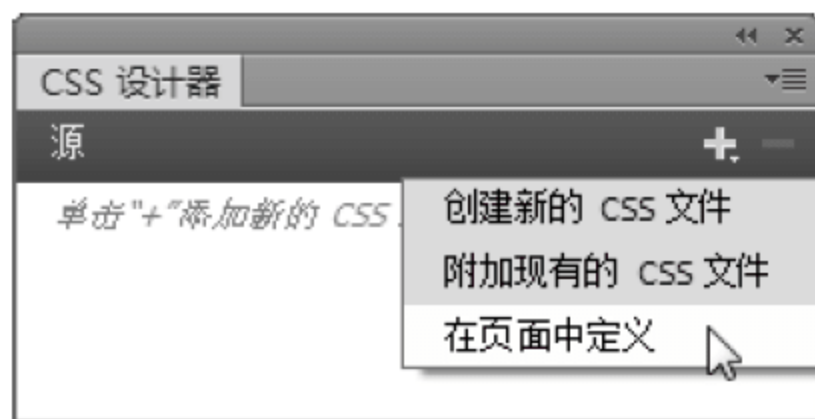 CSS 设计器
源
单击"+"添加新的 CSS
创建新的 CSS 文件
附加现有的 CSS 文件
在页面中定义